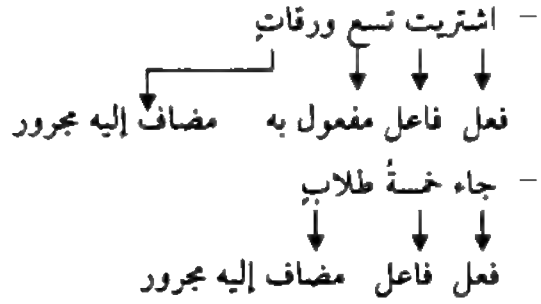 - اشتريت تسع ورقاتٍ
فعل فاعل مفعول به مضاف إليه مجرور
- جاء خمسةُ طلابٍ
فعل فاعل مضاف إليه مجرور